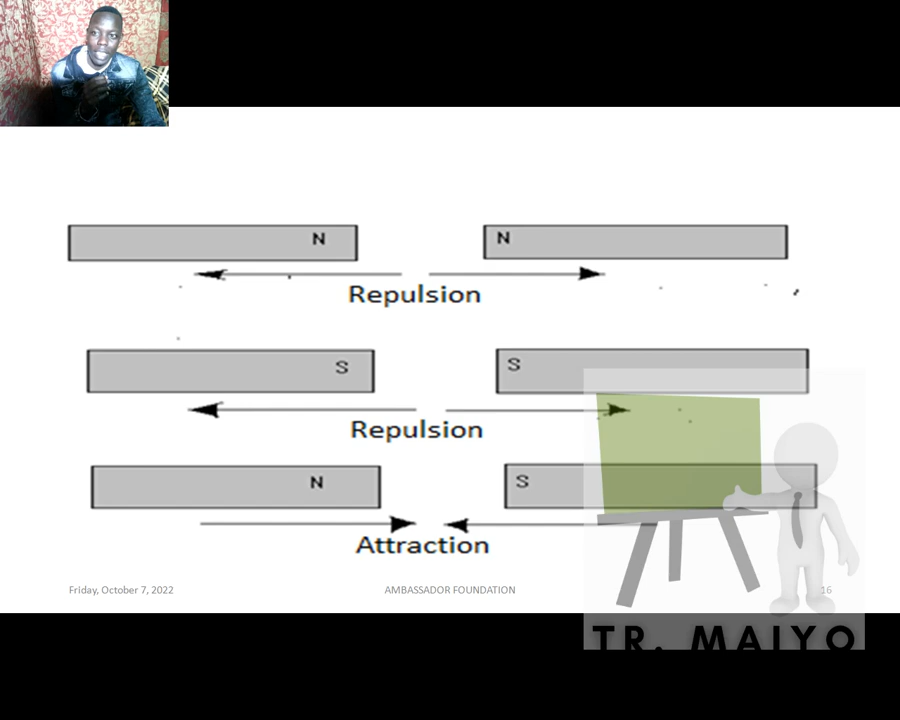 N N
Repulsion
S S
Repulsion
N S
Attraction
Friday, October 7, 2022 AMBASSADOR FOUNDATION 16
TR. MAIYO